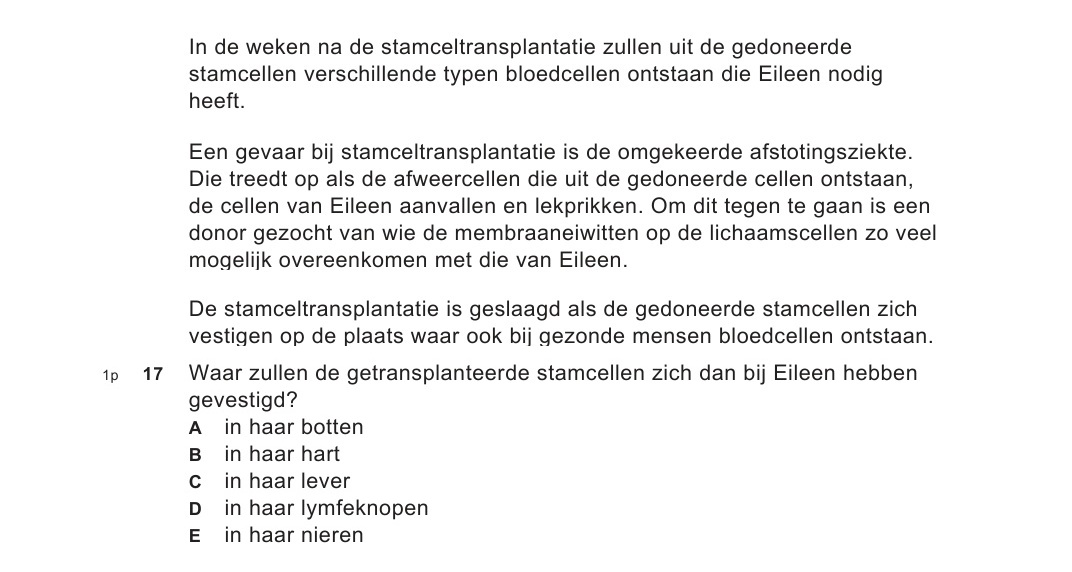 In de weken na de stamceltransplantatie zullen uit de gedoneerde
stamcellen verschillende typen bloedcellen ontstaan die Eileen nodig
heeft.
Een gevaar bij stamceltransplantatie is de omgekeerde afstotingsziekte.
Die treedt op als de afweercellen die uit de gedoneerde cellen ontstaan,
de cellen van Eileen aanvallen en lekprikken. Om dit tegen te gaan is een
donor gezocht van wie de membraaneiwitten op de lichaamscellen zo veel
mogelijk overeenkomen met die van Eileen.
De stamceltransplantatie is geslaagd als de gedoneerde stamcellen zich
vestigen op de plaats waar ook bij gezonde mensen bloedcellen ontstaan.
1p 17 Waar zullen de getransplanteerde stamcellen zich dan bij Eileen hebben
gevestigd?
A in haar botten
B in haar hart
C in haar lever
D in haar lymfeknopen
E in haar nieren